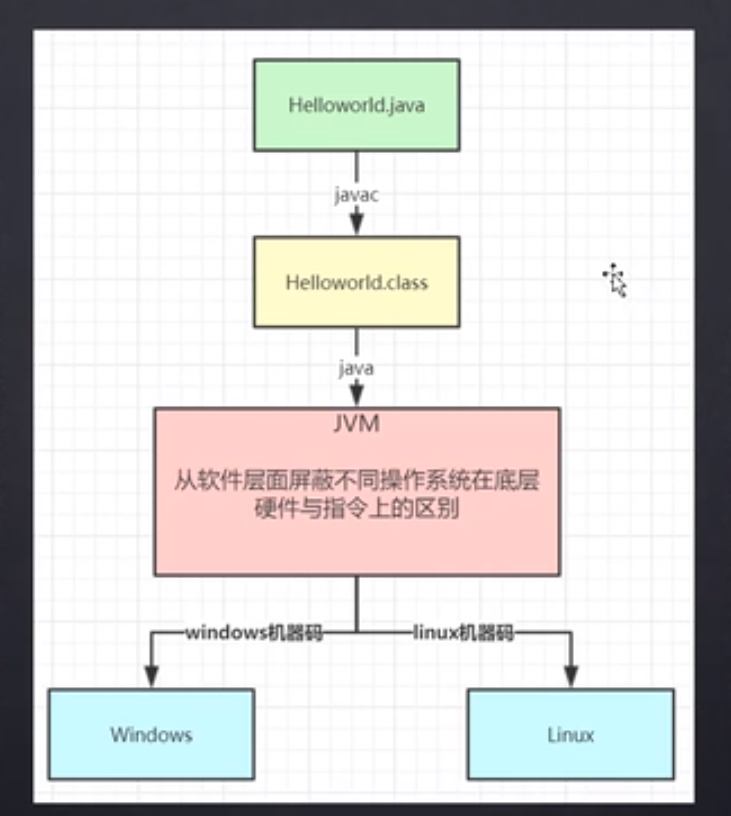 Helloworld.java
javac
Helloworld.class
java
JVM
从软件层面屏蔽不同操作系统在底层
硬件与指令上的区别
windows机器码
linux机器码
Windows
Linux